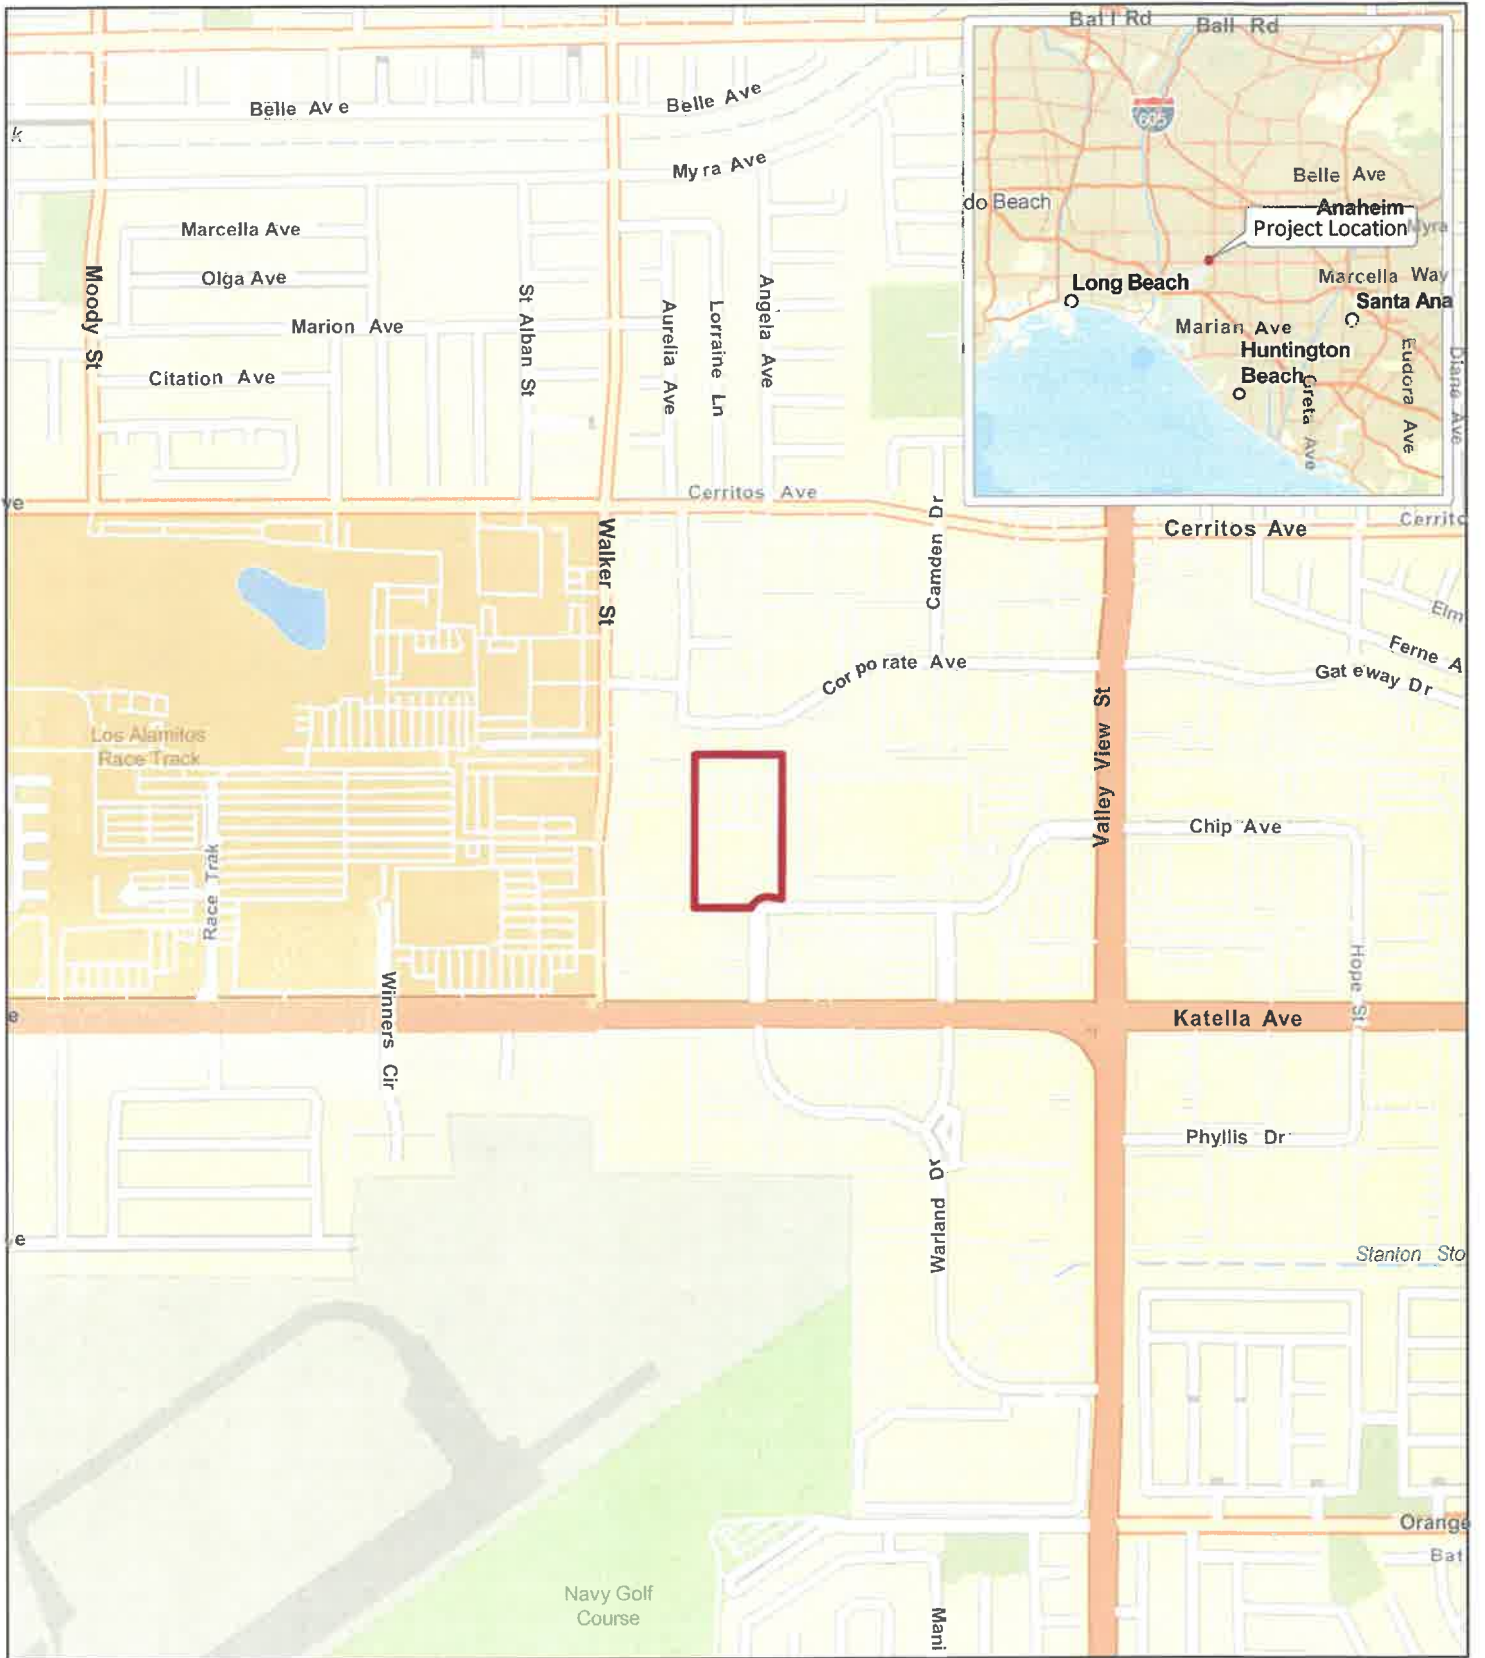 Ball Rd
Ball Rd
Belle Ave
Belle Ave
k
605
Myra Ave
Belle Ave
do Beach
Anaheim
Project Location
Myra
Marcella Ave
Olga Ave
Moody St
Marion Ave
St Alban St
Aurelia Ave
Lorraine Ln
Angela Ave
Long Beach
Marcella Way
Santa Ana
Marian Ave
Huntington
Beach
Greta Ave
Eudora Ave
Diana Ave
Citation Ave
ve
Cerritos Ave
Cerritos Ave
Cerrito
Walker St
Camden Dr
Elm
Ferne A
Corporate Ave
Gateway Dr
Valley View St
Los Alamitos
Race Track
Chip Ave
Race Trak
Winners Cir
Hope St
e
Katella Ave
Phyllis Dr
Warland Dr
ye
Stanton Sto
Orange
Bat
Navy Golf
Course
Mani